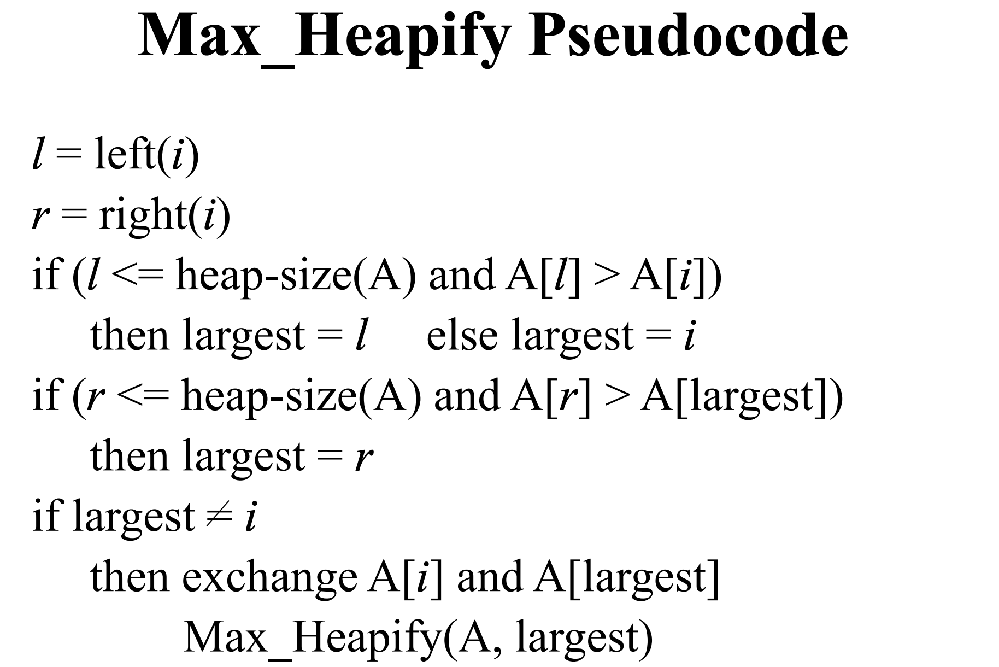 Max_Heapify Pseudocode
l = left(i)
r = right(i)
if (l <= heap-size(A) and A[l] > A[i])
then largest = l else largest = i
if (r <= heap-size(A) and A[r] > A[largest])
then largest = r
if largest ≠ i
then exchange A[i] and A[largest]
Max_Heapify(A, largest)